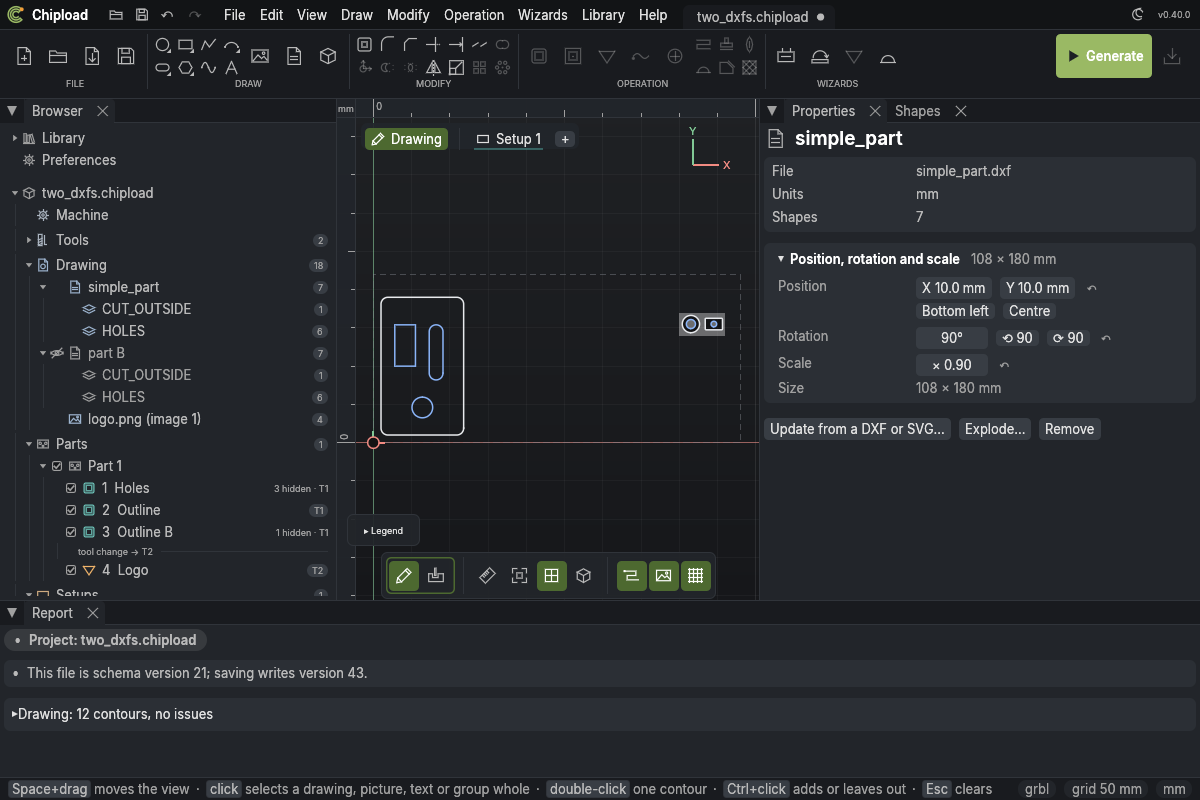 Chipload File Edit View Draw Modify Operation Wizards Library Help two_dxfs.chipload v0.40.0
FILE DRAW MODIFY OPERATION WIZARDS
Generate
Browser
Library
Preferences
two_dxfs.chipload
Machine
Tools 2
Drawing 18
simple_part 7
CUT_OUTSIDE 1
HOLES 6
part B 7
CUT_OUTSIDE 1
HOLES 6
logo.png (image 1) 4
Parts 1
Part 1
1 Holes 3 hidden · T1
2 Outline T1
3 Outline B 1 hidden · T1
tool change → T2
4 Logo T2
Setups 1
mm 0
Drawing Setup 1 +
Y
X
0
Legend
Properties Shapes
simple_part
File simple_part.dxf
Units mm
Shapes 7
Position, rotation and scale 108 × 180 mm
Position X 10.0 mm Y 10.0 mm
Bottom left Centre
Rotation 90° ⟲ 90 ⟳ 90
Scale × 0.90
Size 108 × 180 mm
Update from a DXF or SVG... Explode... Remove
Report
• Project: two_dxfs.chipload
• This file is schema version 21; saving writes version 43.
Drawing: 12 contours, no issues
Space+drag moves the view · click selects a drawing, picture, text or group whole · double-click one contour · Ctrl+click adds or leaves out · Esc clears grbl grid 50 mm mm